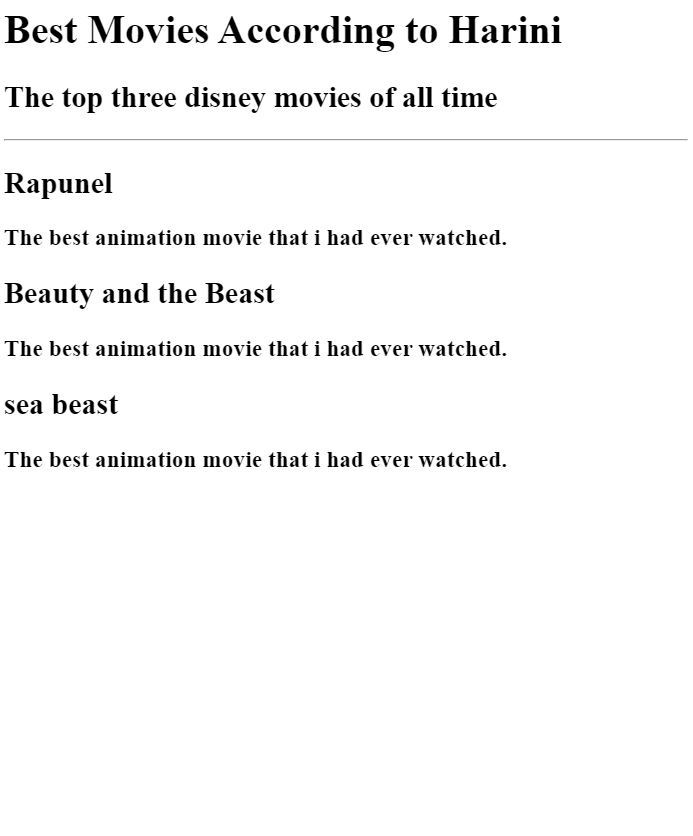 Best Movies According to Harini
The top three disney movies of all time
Rapunel
The best animation movie that i had ever watched.
Beauty and the Beast
The best animation movie that i had ever watched.
sea beast
The best animation movie that i had ever watched.